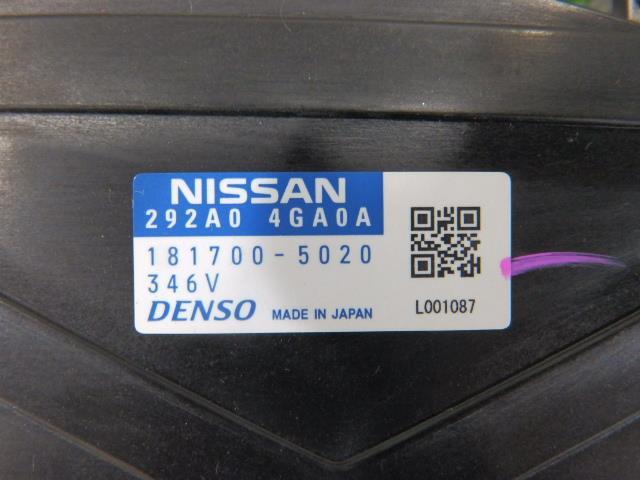 NISSAN
292A0 4GA0A
181700-5020
346V
DENSO MADE IN JAPAN
L001087